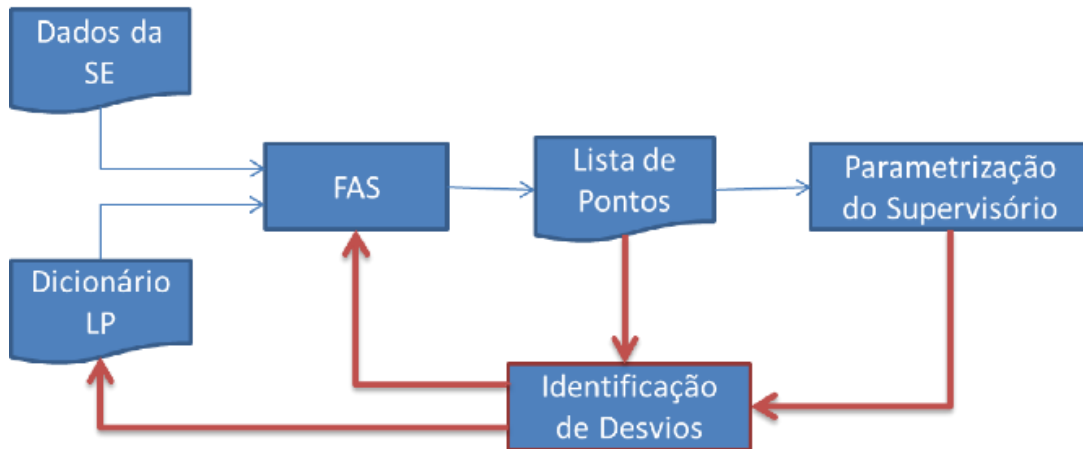 Dados da
SE
FAS
Lista de
Pontos
Parametrização
do Supervisório
Dicionário
LP
Identificação
de Desvios